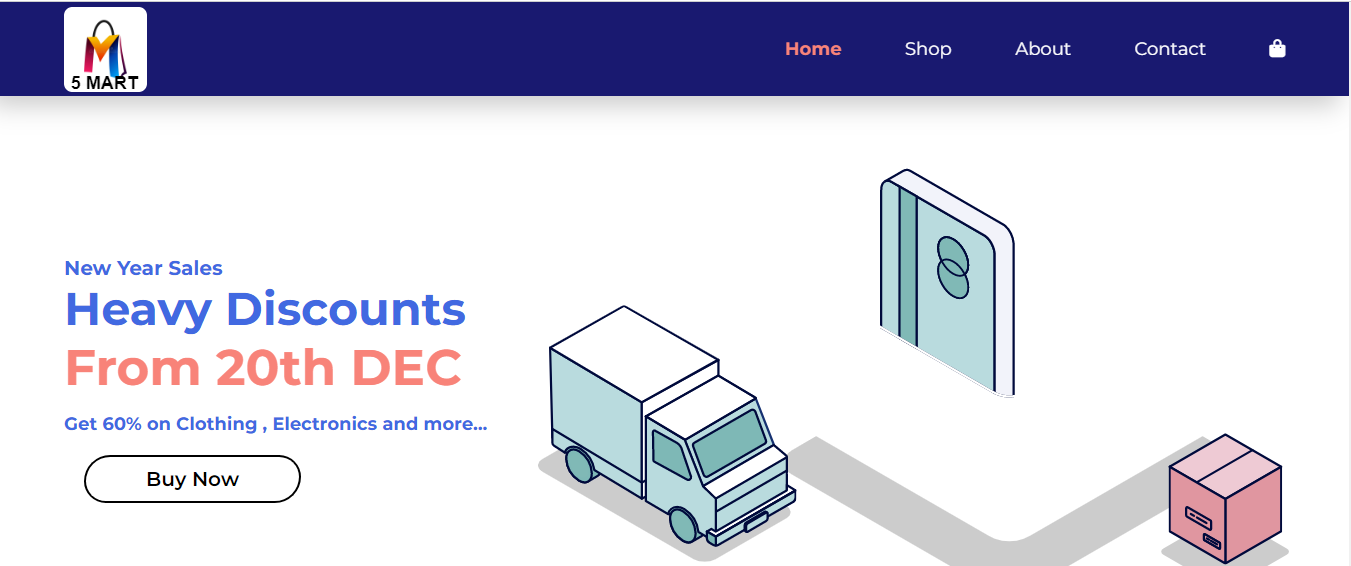 5 MART
Home Shop About Contact
New Year Sales
Heavy Discounts
From 20th DEC
Get 60% on Clothing , Electronics and more...
Buy Now